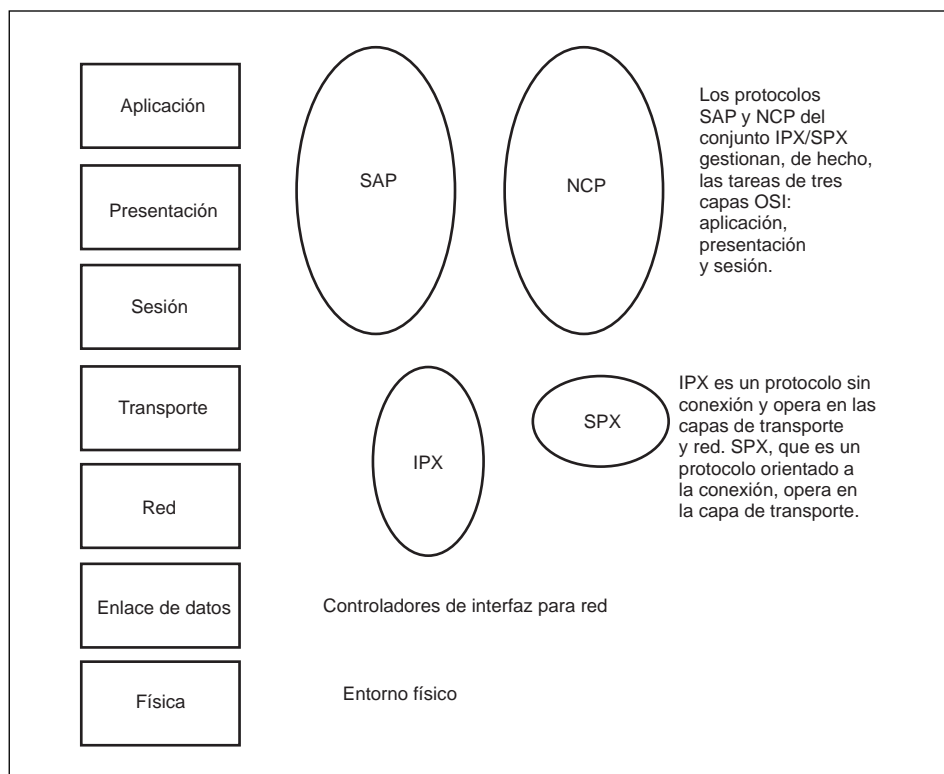 Aplicación
Presentación
Sesión
Transporte
Red
Enlace de datos
Física
SAP
NCP
IPX
SPX
Controladores de interfaz para red
Entorno físico
Los protocolos
SAP y NCP del
conjunto IPX/SPX
gestionan, de hecho,
las tareas de tres
capas OSI:
aplicación,
presentación
y sesión.
IPX es un protocolo sin
conexión y opera en las
capas de transporte
y red. SPX, que es un
protocolo orientado a
la conexión, opera en
la capa de transporte.